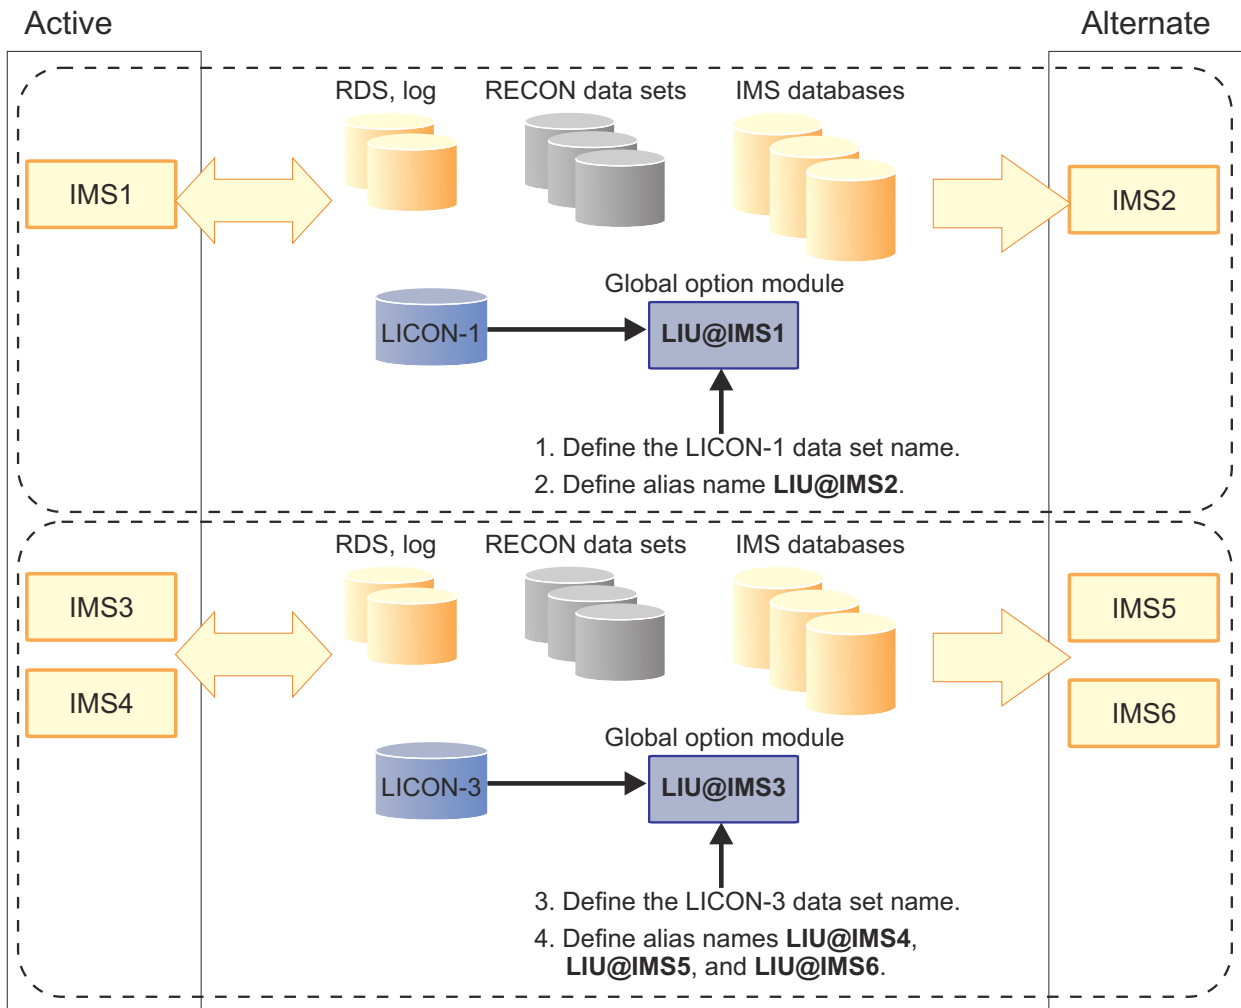 Active
Alternate
RDS, log
RECON data sets
IMS databases
IMS1
IMS2
Global option module
LICON-1
LIU@IMS1
1. Define the LICON-1 data set name.
2. Define alias name LIU@IMS2.
RDS, log
RECON data sets
IMS databases
IMS3
IMS5
IMS4
IMS6
Global option module
LICON-3
LIU@IMS3
3. Define the LICON-3 data set name.
4. Define alias names LIU@IMS4,
LIU@IMS5, and LIU@IMS6.